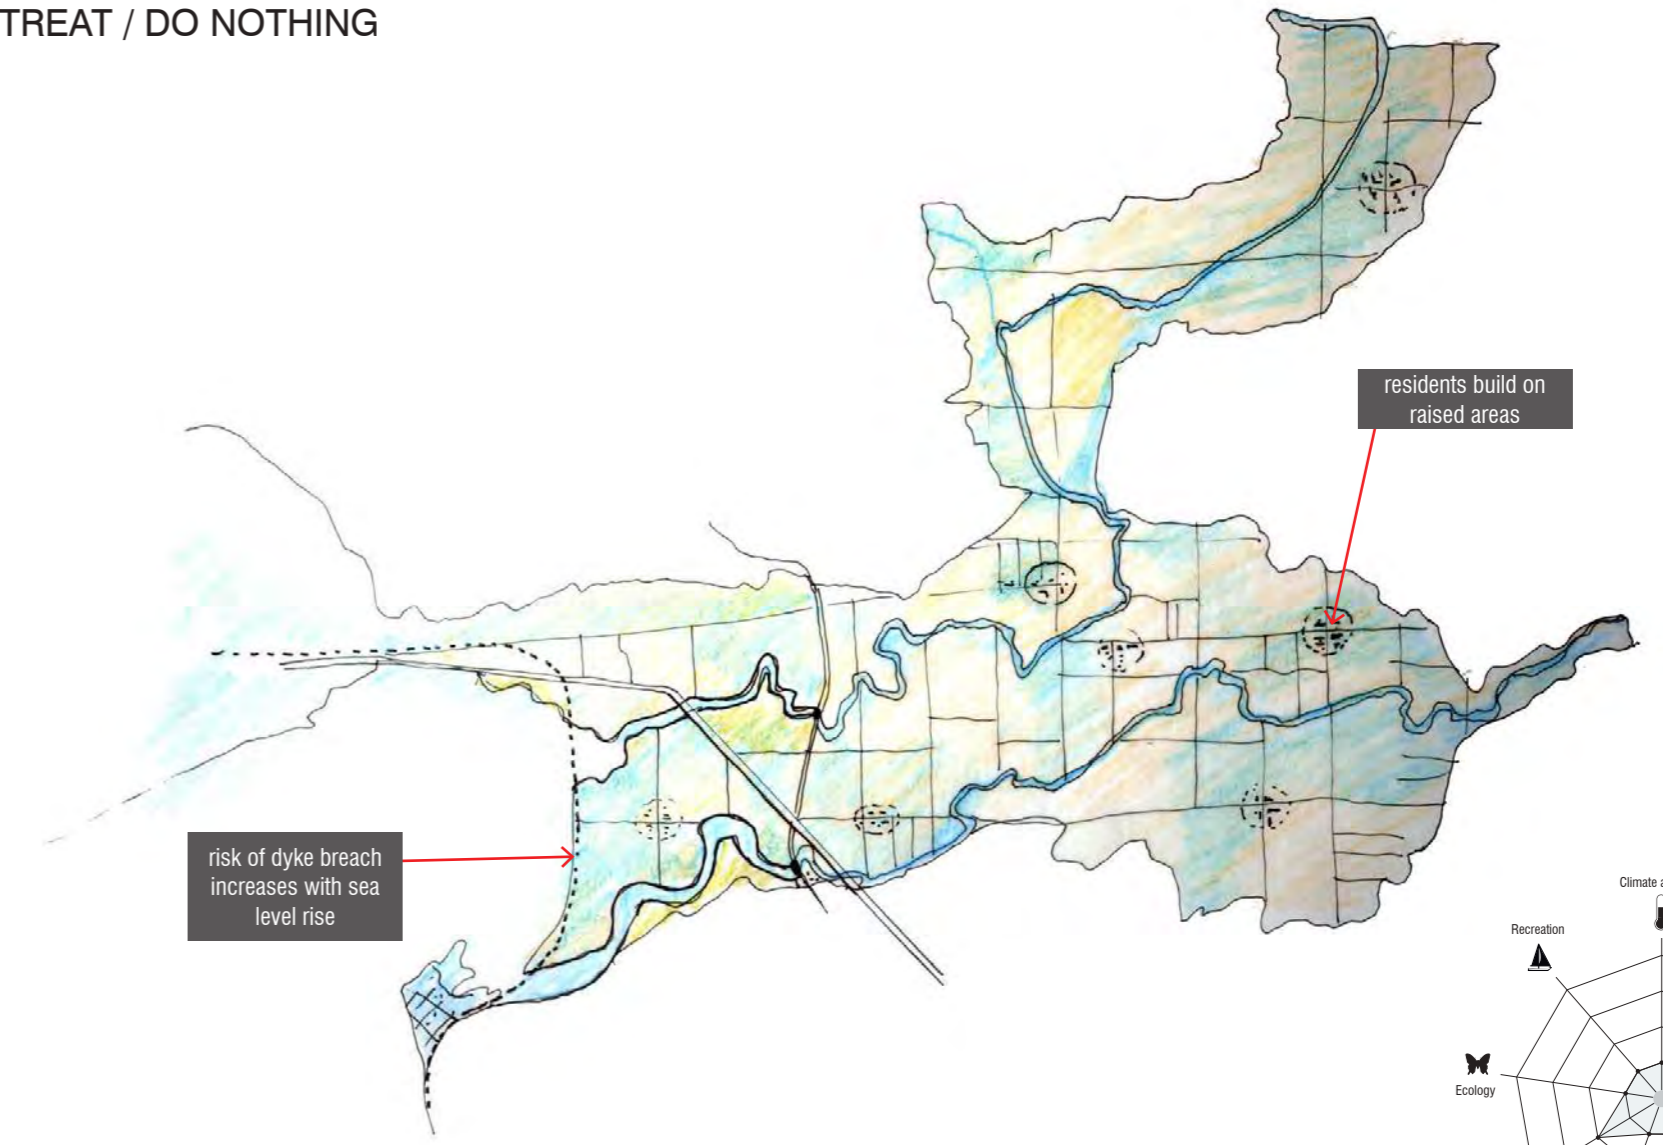 TREAT / DO NOTHING
residents build on
raised areas
risk of dyke breach
increases with sea
level rise
Climate a
Recreation
Ecology